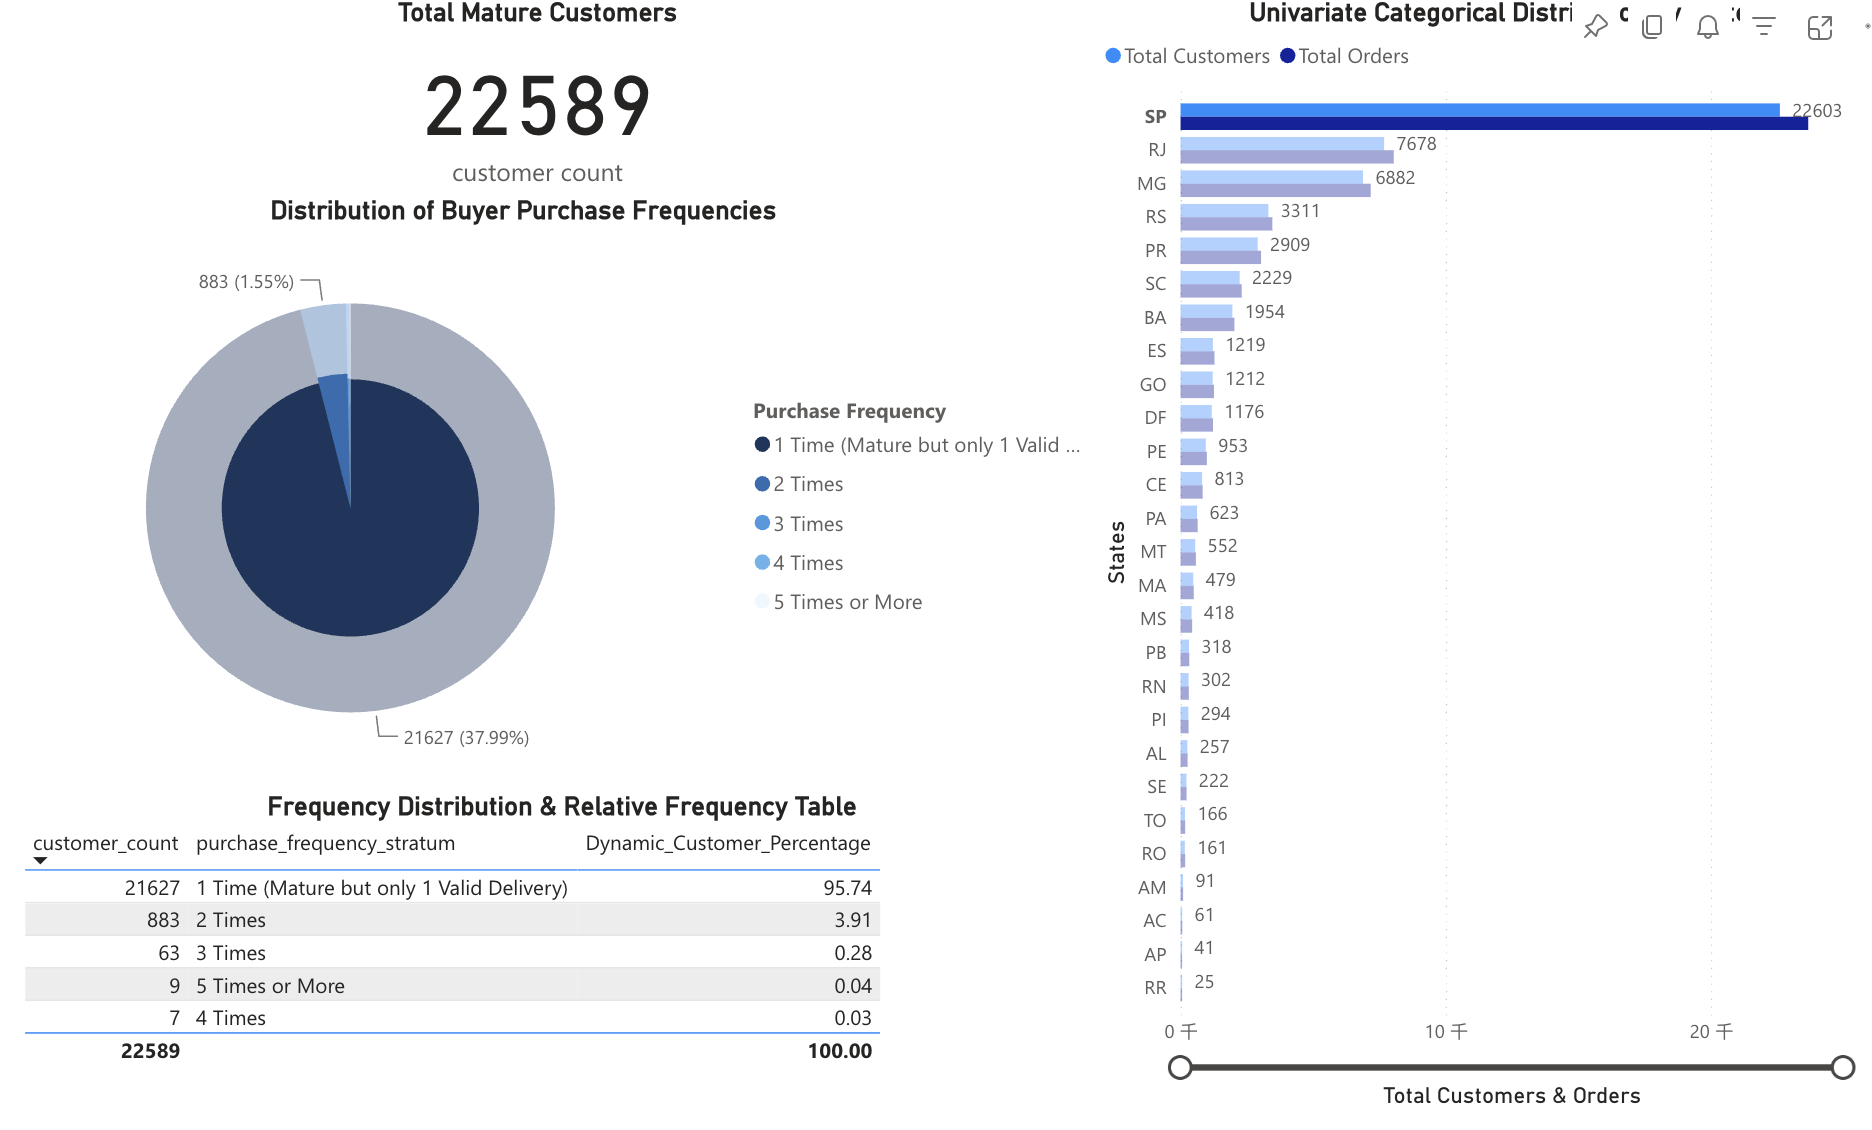 Total Mature Customers
22589
customer count
Distribution of Buyer Purchase Frequencies
883 (1.55%)
21627 (37.99%)
Purchase Frequency
1 Time (Mature but only 1 Valid ...
2 Times
3 Times
4 Times
5 Times or More
Frequency Distribution & Relative Frequency Table
customer_count purchase_frequency_stratum Dynamic_Customer_Percentage
21627 1 Time (Mature but only 1 Valid Delivery) 95.74
883 2 Times 3.91
63 3 Times 0.28
9 5 Times or More 0.04
7 4 Times 0.03
22589 100.00
Univariate Categorical Distri
Total Customers Total Orders
SP 22603
RJ 7678
MG 6882
RS 3311
PR 2909
SC 2229
BA 1954
ES 1219
GO 1212
DF 1176
PE 953
CE 813
PA 623
MT 552
MA 479
MS 418
PB 318
RN 302
PI 294
AL 257
SE 222
TO 166
RO 161
AM 91
AC 61
AP 41
RR 25
States
0 千 10 千 20 千
Total Customers & Orders